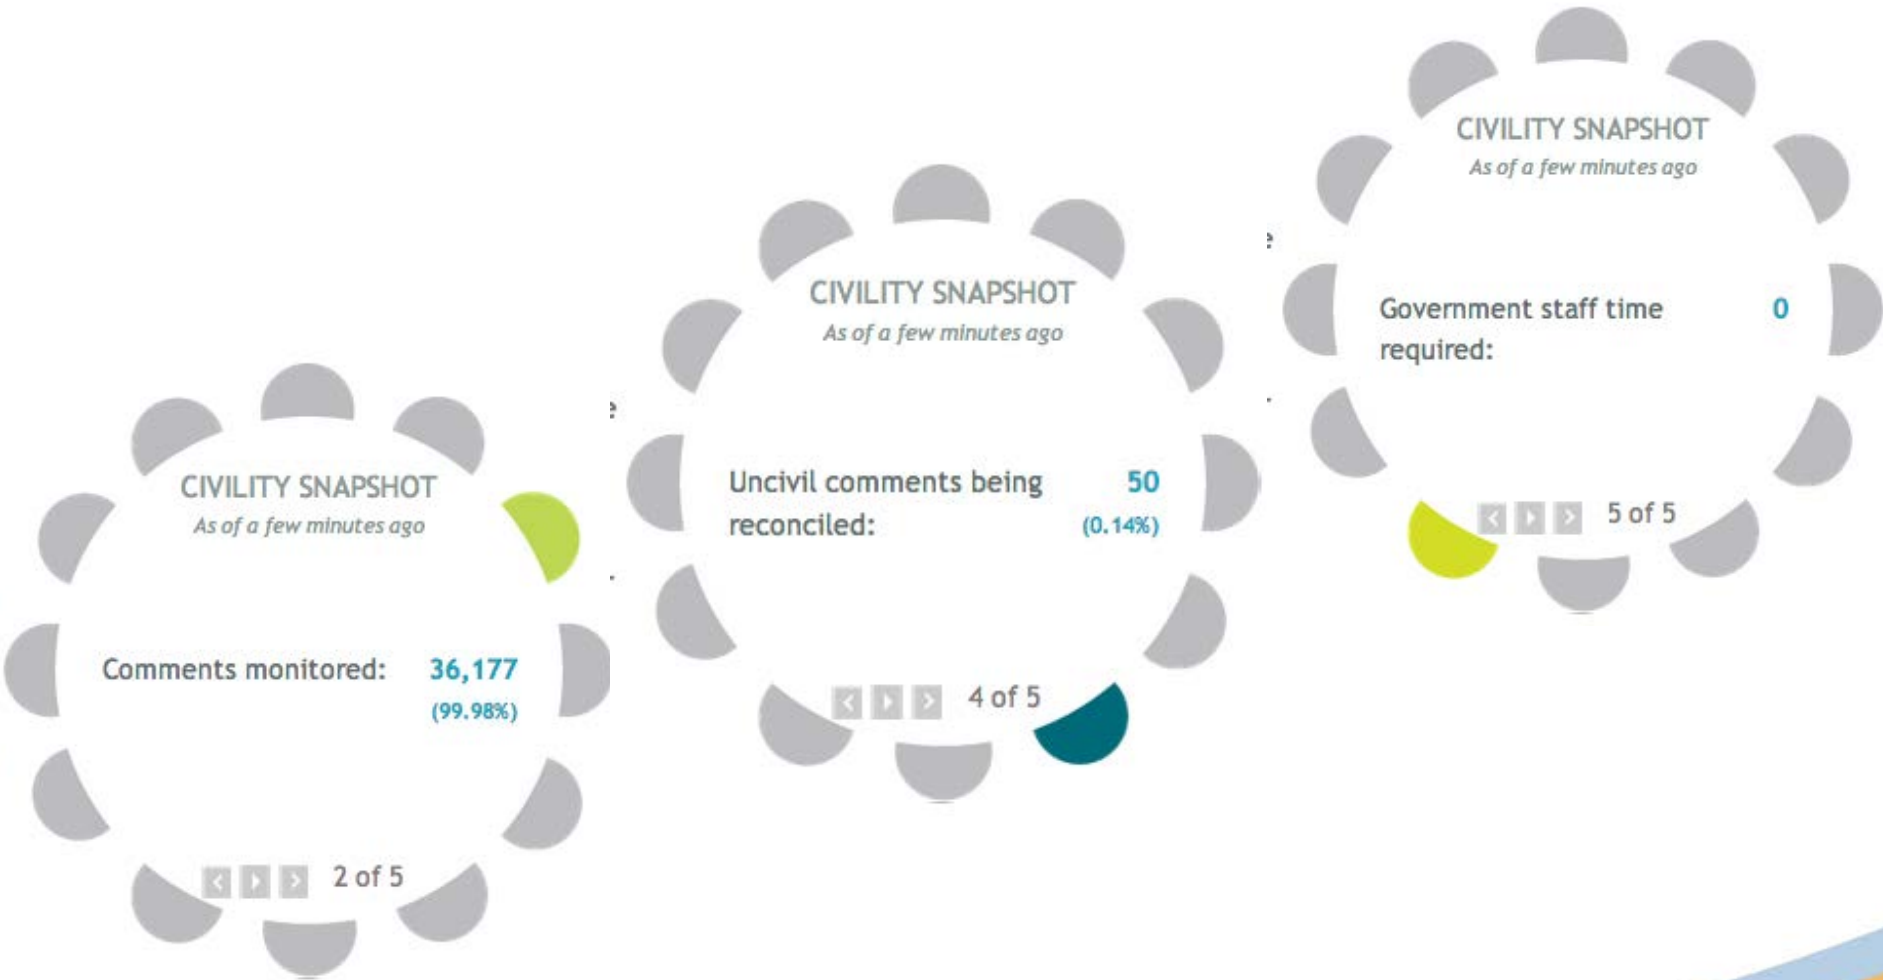 CIVILITY SNAPSHOT
As of a few minutes ago
Comments monitored: 36,177
(99.98%)
2 of 5
CIVILITY SNAPSHOT
As of a few minutes ago
Uncivil comments being 50
reconciled: (0.14%)
4 of 5
CIVILITY SNAPSHOT
As of a few minutes ago
Government staff time 0
required:
5 of 5